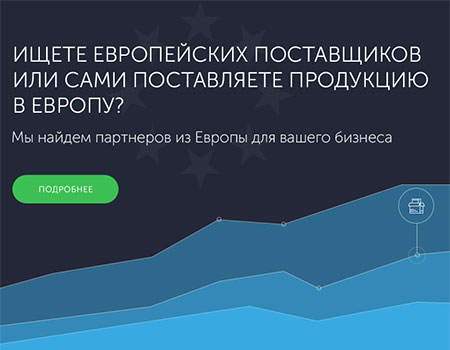 ИЩЕТЕ ЕВРОПЕЙСКИХ ПОСТАВЩИКОВ
ИЛИ САМИ ПОСТАВЛЯЕТЕ ПРОДУКЦИЮ
В ЕВРОПУ?
Мы найдем партнеров из Европы для вашего бизнеса
ПОДРОБНЕЕ